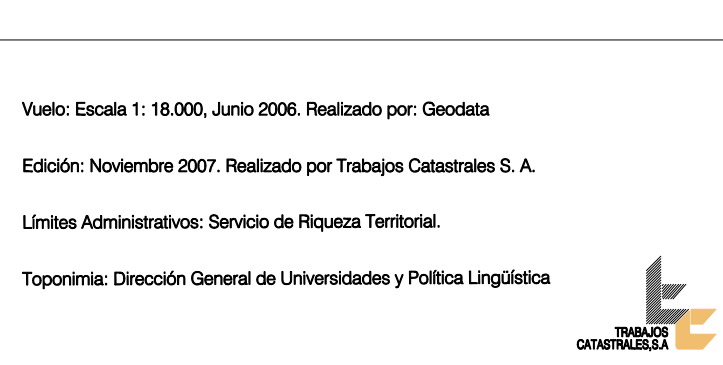 Vuelo: Escala 1: 18.000, Junio 2006. Realizado por: Geodata
Edición: Noviembre 2007. Realizado por Trabajos Catastrales S. A.
Límites Administrativos: Servicio de Riqueza Territorial.
Toponimia: Dirección General de Universidades y Política Lingüística
TRABAJOS
CATASTRALES,S.A